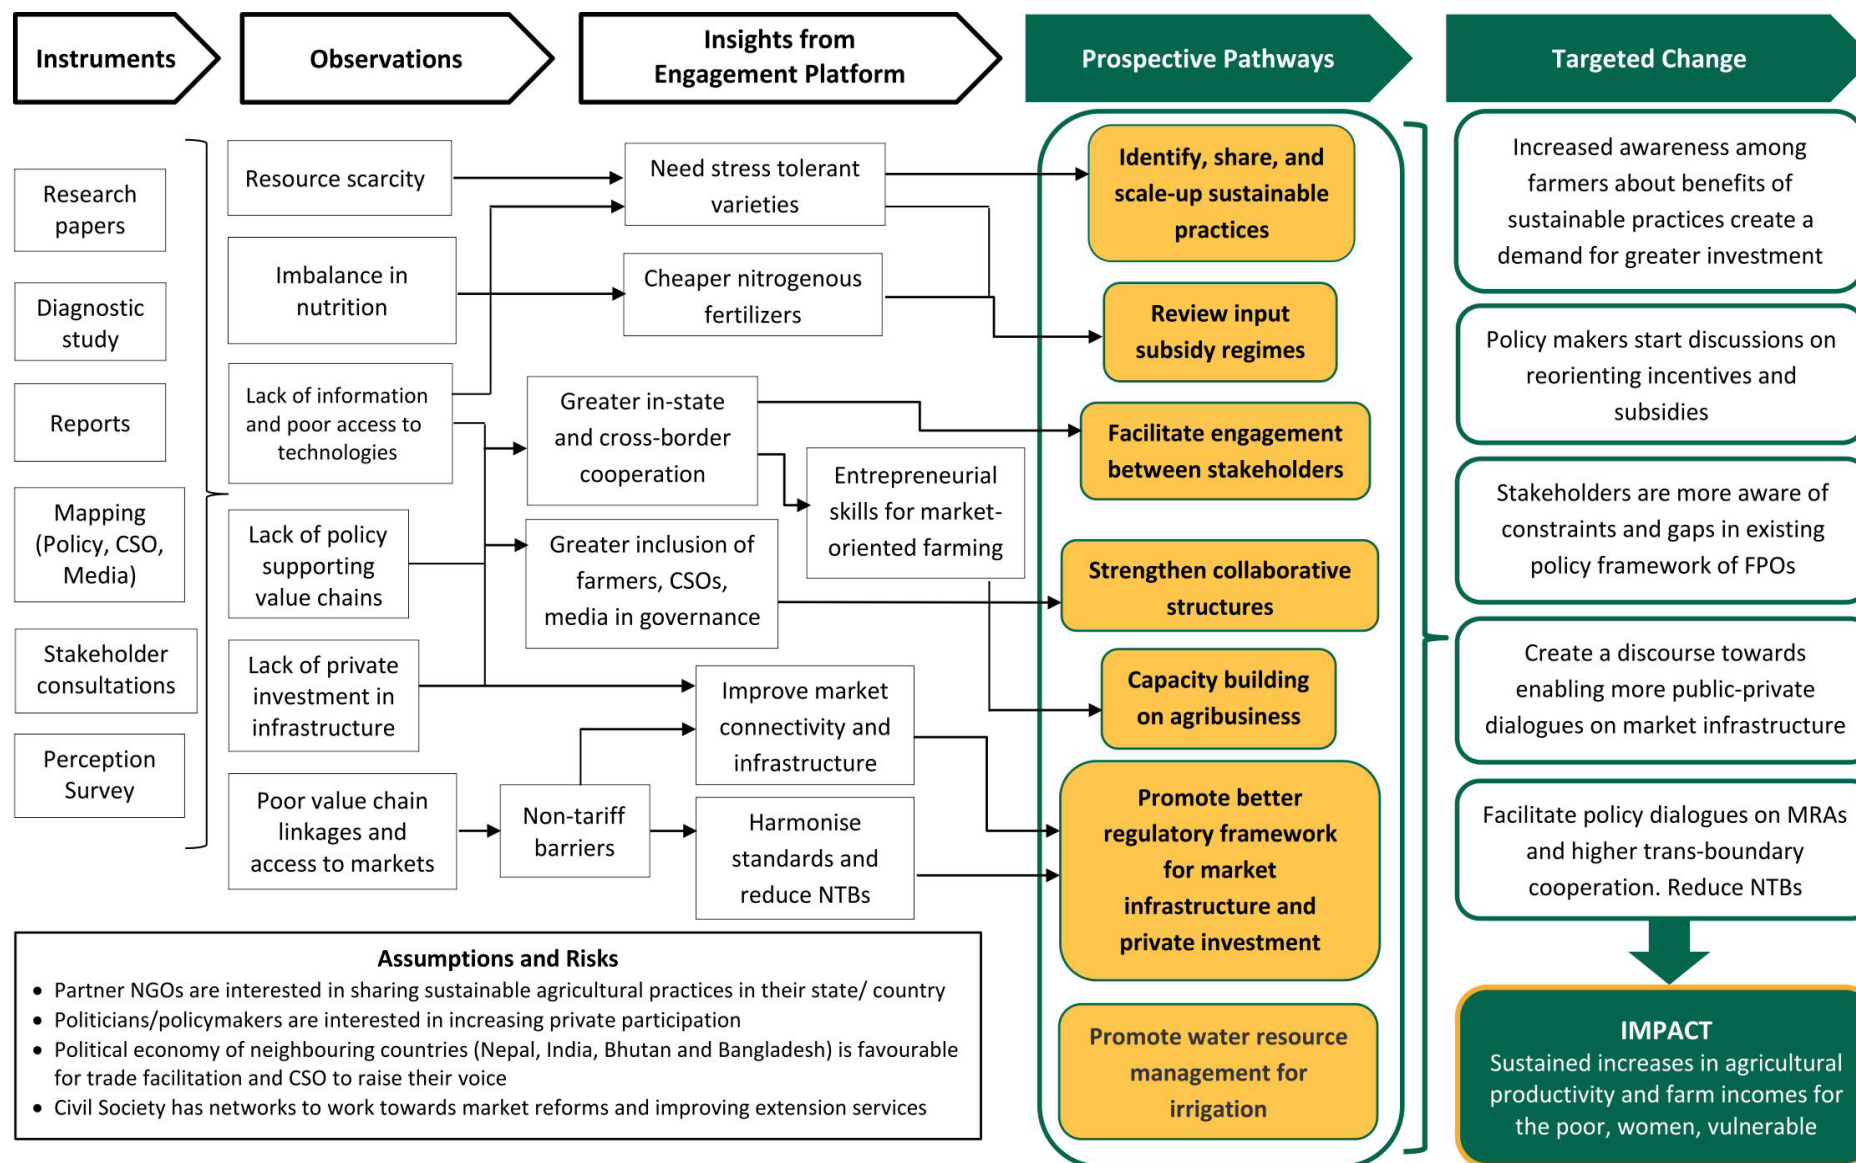 Instruments
Observations
Insights from
Engagement Platform
Prospective Pathways
Targeted Change
Research
papers
Diagnostic
study
Reports
Mapping
(Policy, CSO,
Media)
Stakeholder
consultations
Perception
Survey
Resource scarcity
Imbalance in
nutrition
Lack of information
and poor access to
technologies
Lack of policy
supporting
value chains
Lack of private
investment in
infrastructure
Poor value chain
linkages and
access to markets
Need stress tolerant
varieties
Cheaper nitrogenous
fertilizers
Greater in-state
and cross-border
cooperation
Entrepreneurial
skills for market-
oriented farming
Greater inclusion of
farmers, CSOs,
media in governance
Improve market
connectivity and
infrastructure
Non-tariff
barriers
Harmonise
standards and
reduce NTBs
Identify, share, and
scale-up sustainable
practices
Review input
subsidy regimes
Facilitate engagement
between stakeholders
Strengthen collaborative
structures
Capacity building
on agribusiness
Promote better
regulatory framework
for market
infrastructure and
private investment
Promote water resource
management for
irrigation
Increased awareness among
farmers about benefits of
sustainable practices create a
demand for greater investment
Policy makers start discussions on
reorienting incentives and
subsidies
Stakeholders are more aware of
constraints and gaps in existing
policy framework of FPOs
Create a discourse towards
enabling more public-private
dialogues on market infrastructure
Facilitate policy dialogues on MRAs
and higher trans-boundary
cooperation. Reduce NTBs
IMPACT
Sustained increases in agricultural
productivity and farm incomes for
the poor, women, vulnerable
Assumptions and Risks
• Partner NGOs are interested in sharing sustainable agricultural practices in their state/ country
• Politicians/policymakers are interested in increasing private participation
• Political economy of neighbouring countries (Nepal, India, Bhutan and Bangladesh) is favourable
for trade facilitation and CSO to raise their voice
• Civil Society has networks to work towards market reforms and improving extension services